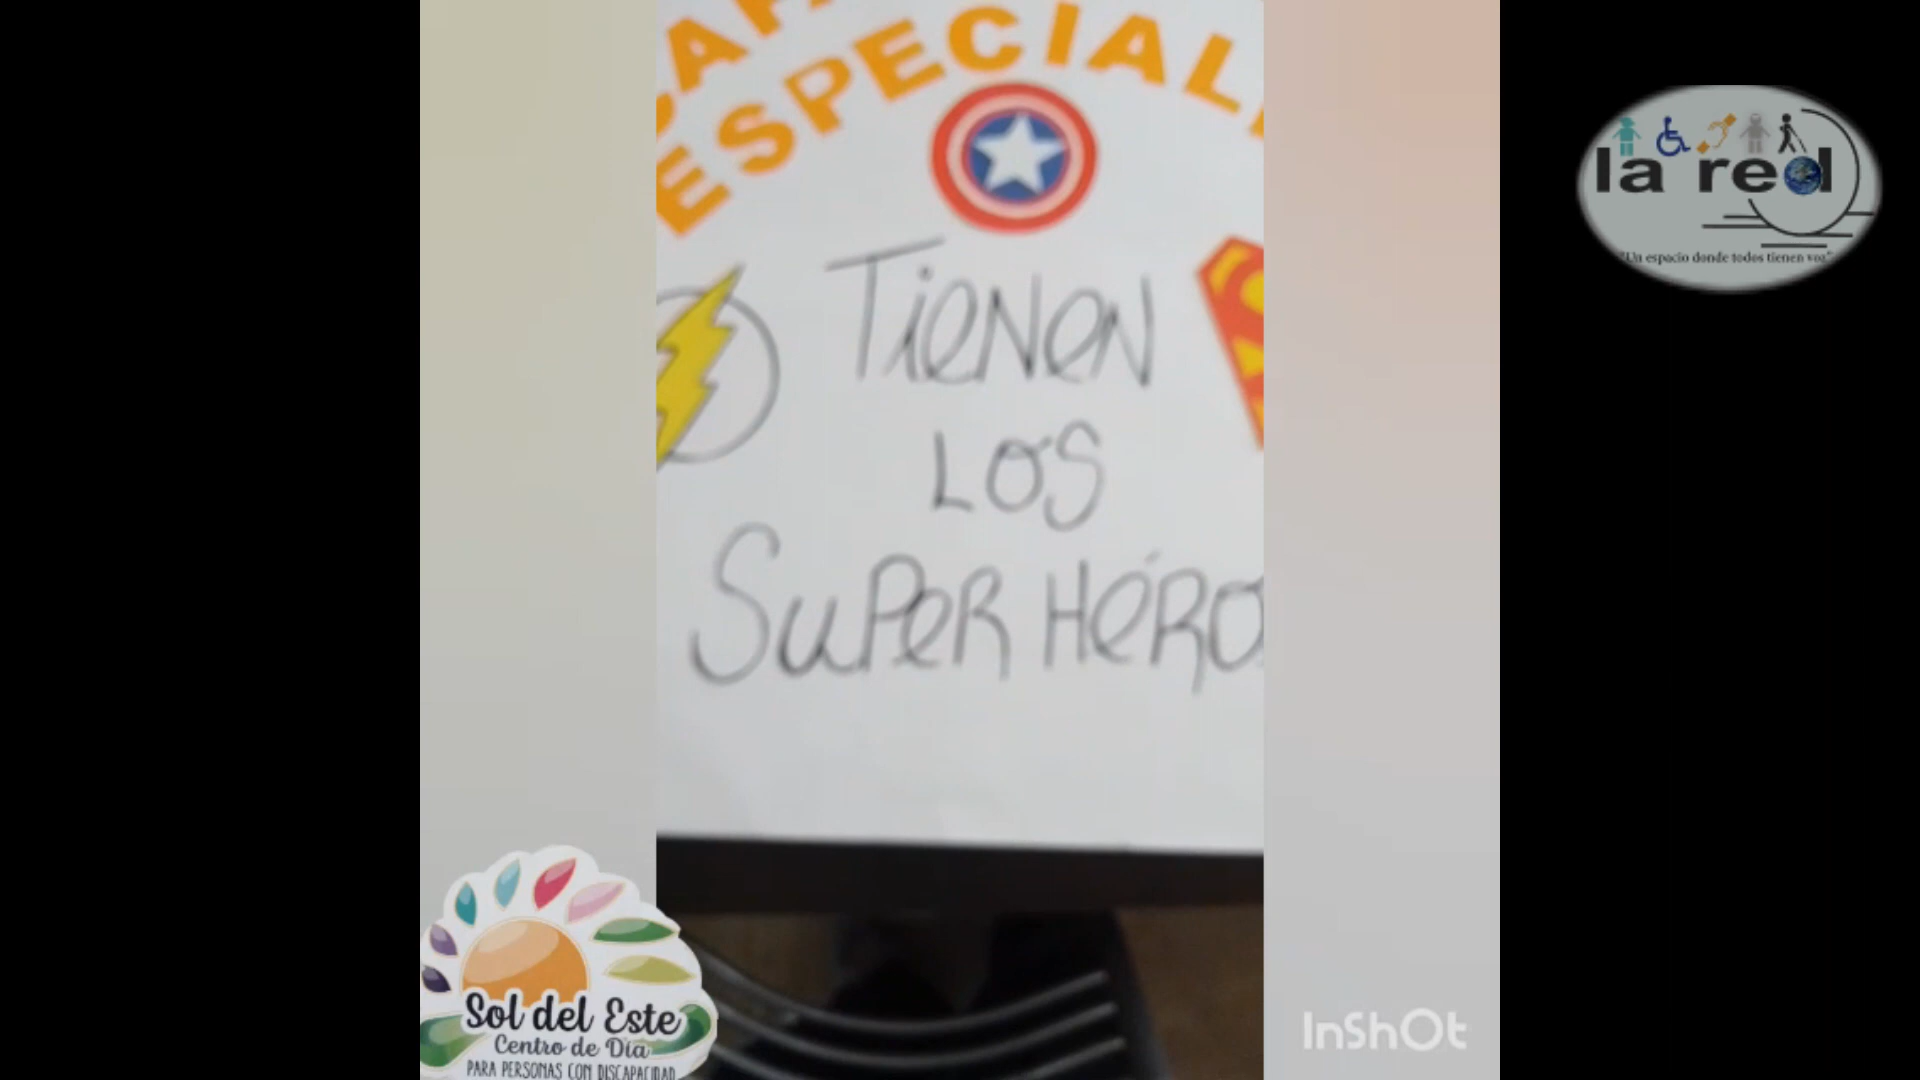 ESPECIAL
TIENEN
LOS
SUPER HÉRO
la red
"Un espacio donde todos tienen voz"
Sol del Este
Centro de Día
PARA PERSONAS CON DISCAPACIDAD
InShOt